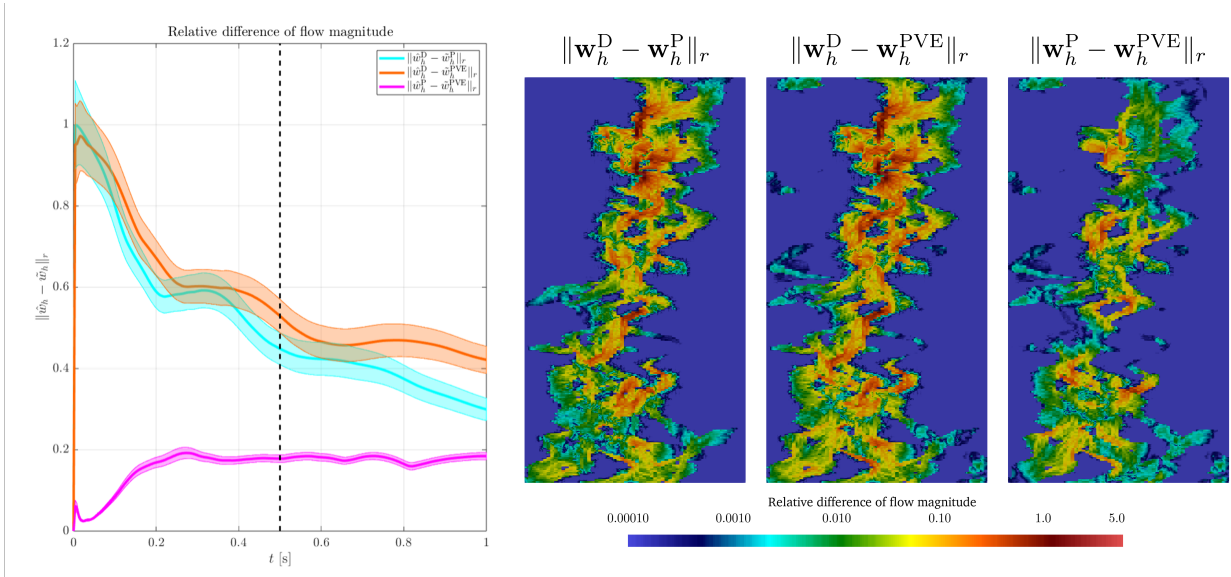 Relative difference of flow magnitude
1.2
1
0.8
0.6
0.4
0.2
0
0 0.2 0.4 0.6 0.8 1
t [s]
‖ŵ_h − w̃_h‖_r
‖ŵ_h^D − w̃_h^P‖_r
‖ŵ_h^D − w̃_h^PVE‖_r
‖ŵ_h^P − w̃_h^PVE‖_r
‖w_h^D − w_h^P‖_r ‖w_h^D − w_h^PVE‖_r ‖w_h^P − w_h^PVE‖_r
Relative difference of flow magnitude
0.00010 0.0010 0.010 0.10 1.0 5.0